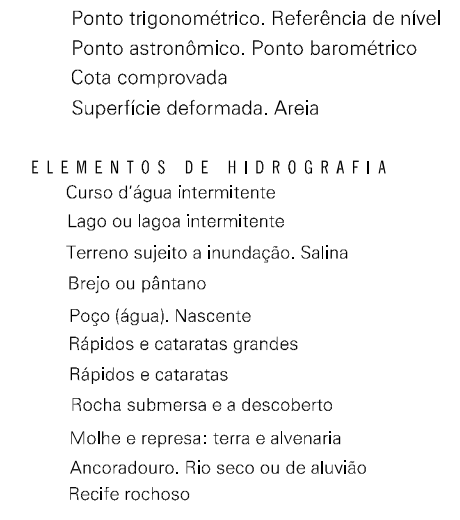 Ponto trigonométrico. Referência de nível
Ponto astronômico. Ponto barométrico
Cota comprovada
Superfície deformada. Areia
ELEMENTOS DE HIDROGRAFIA
Curso d'água intermitente
Lago ou lagoa intermitente
Terreno sujeito a inundação. Salina
Brejo ou pântano
Poço (água). Nascente
Rápidos e cataratas grandes
Rápidos e cataratas
Rocha submersa e a descoberto
Molhe e represa: terra e alvenaria
Ancoradouro. Rio seco ou de aluvião
Recife rochoso